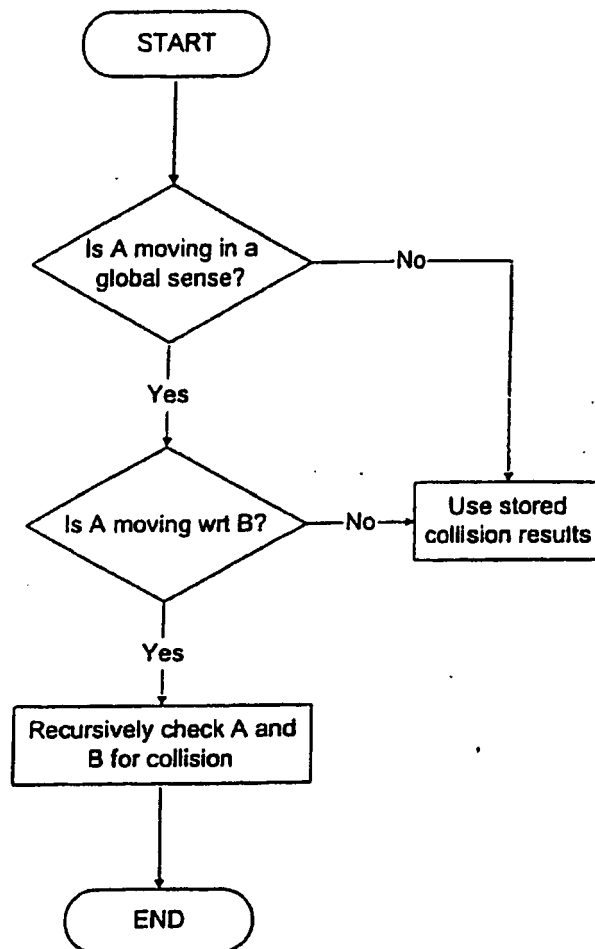 START
Is A moving in a
global sense?
No
Yes
Is A moving wrt B?
No
Use stored
collision results
Yes
Recursively check A and
B for collision
END